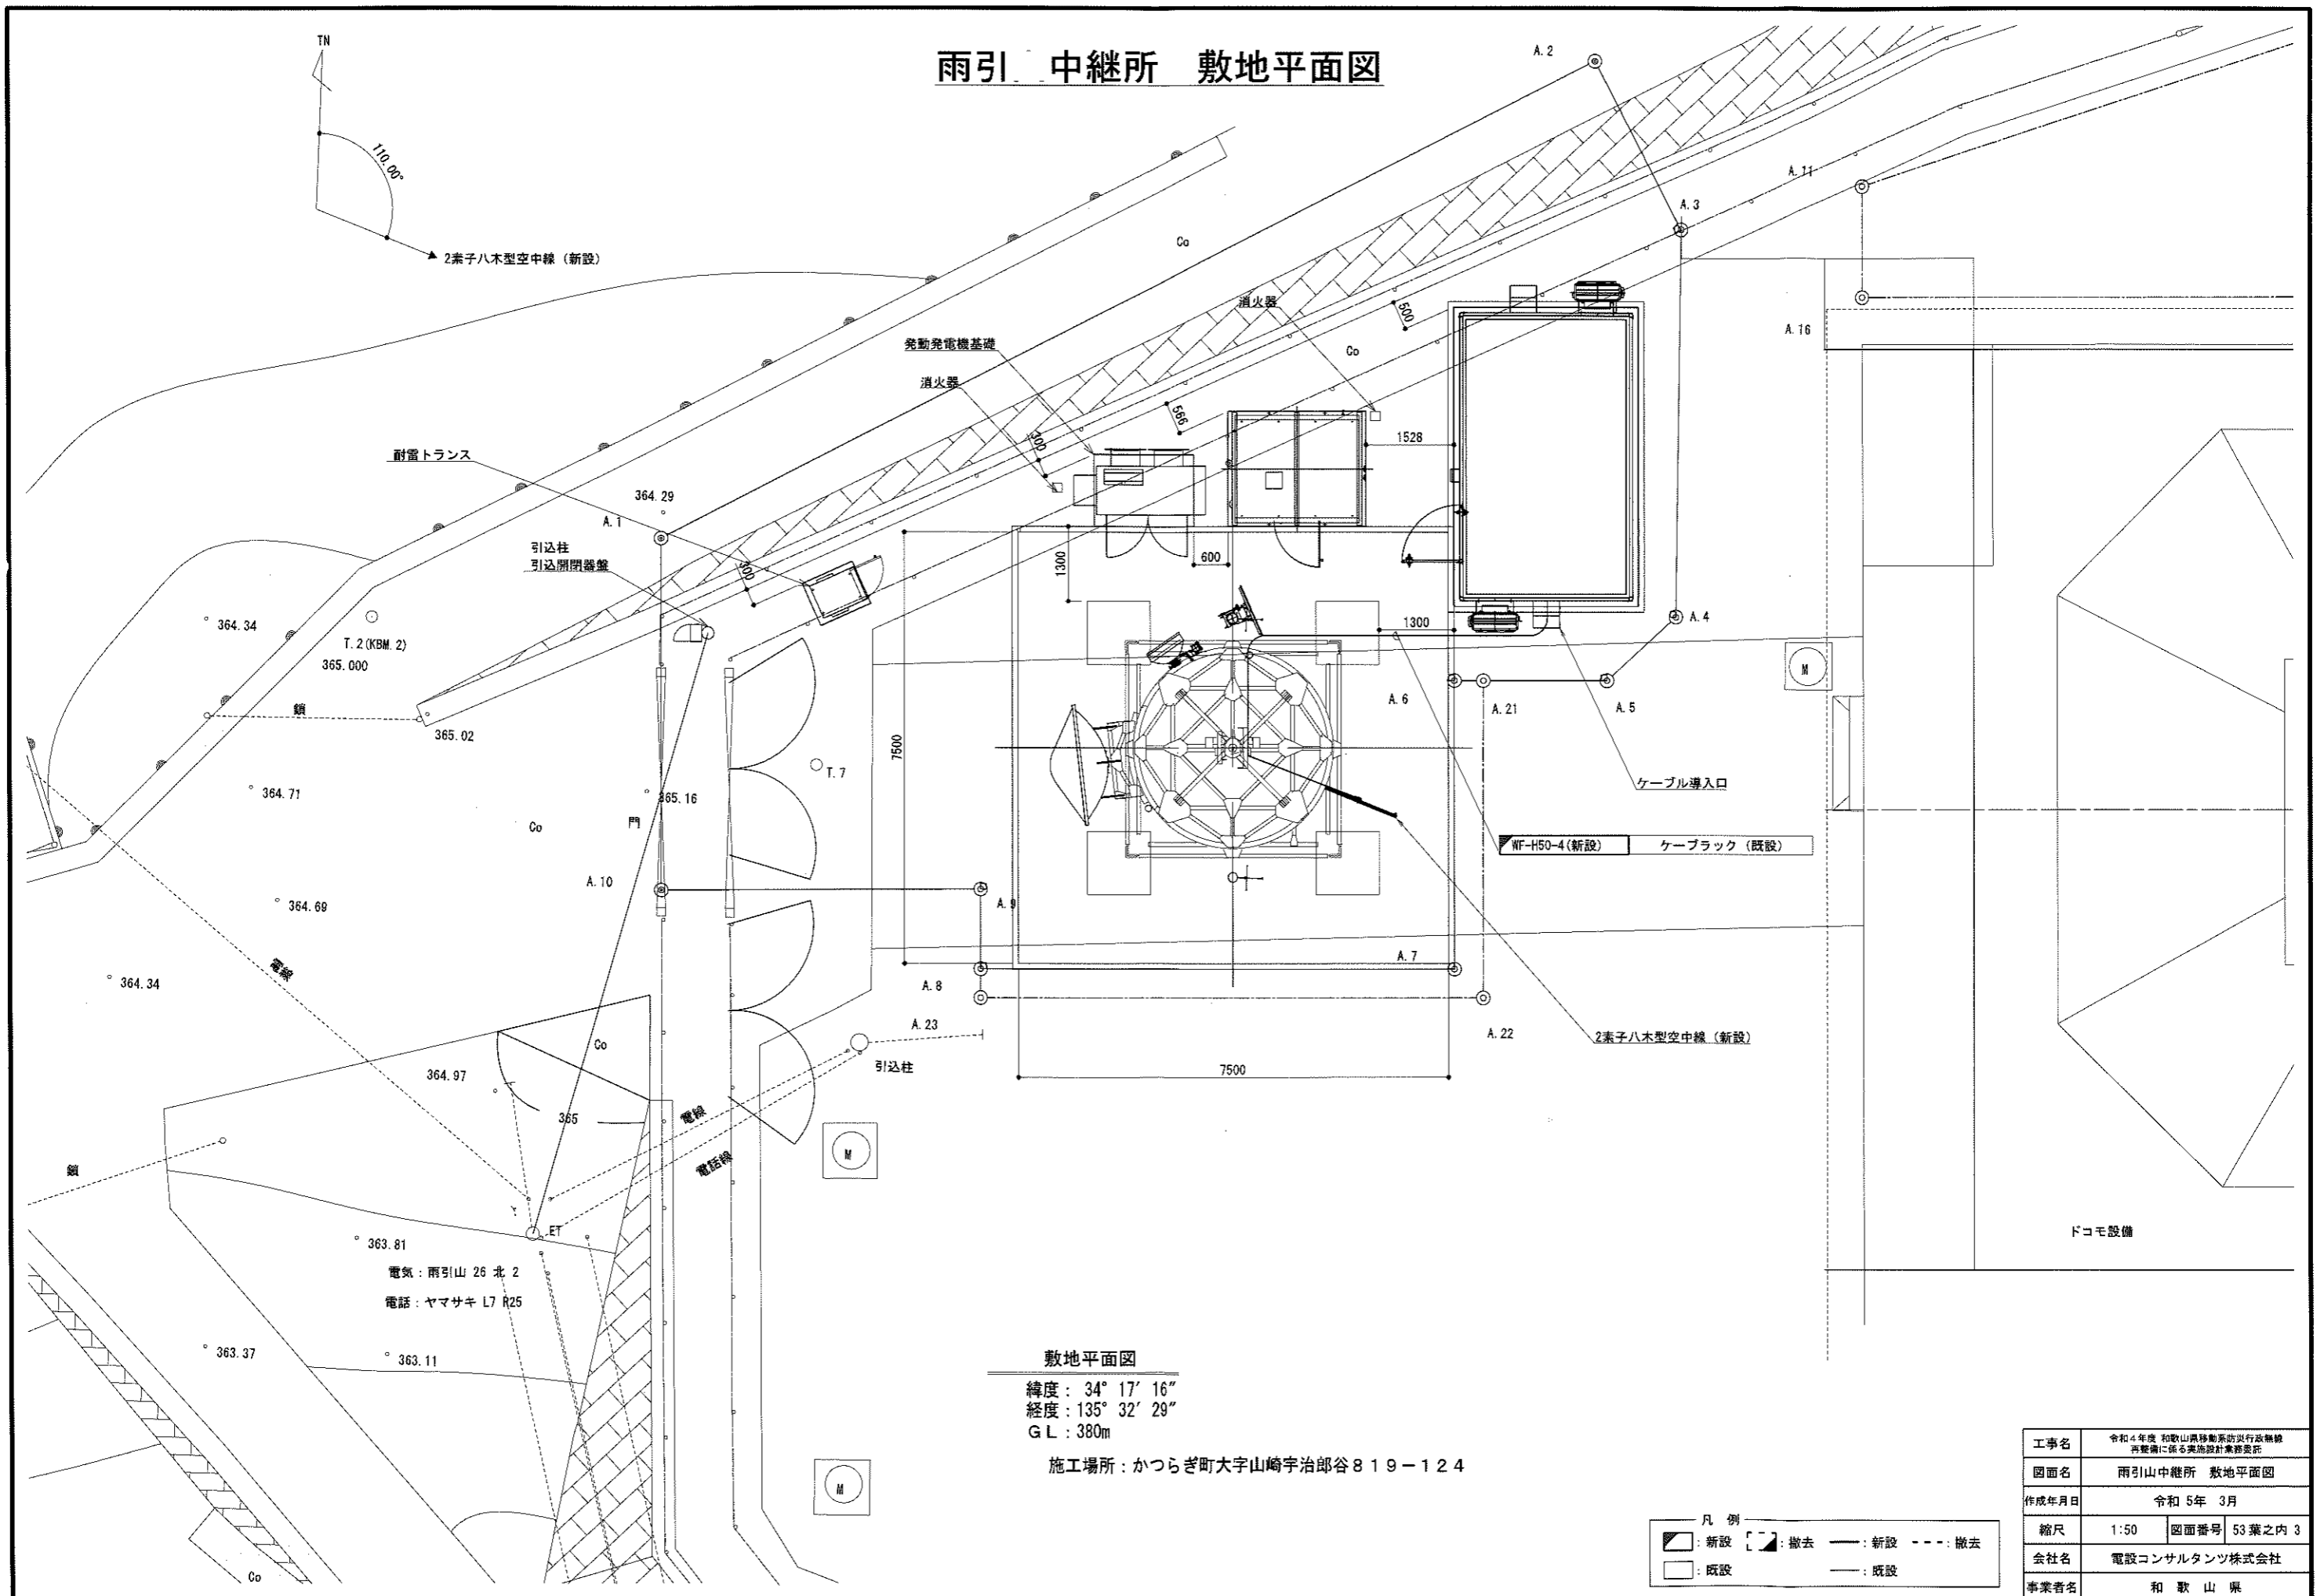 雨引 中継所 敷地平面図
TN
110.00°
2素子八木型空中線（新設）
A.2
A.11
A.3
Co
消火器
500
Co
A.16
発動発電機基礎
消火器
566
300
1528
耐雷トランス
364.29
A.1
引込柱
引込開閉器盤
300
1300
600
364.34
T.2(KBM.2)
365.000
1300
A.4
M
鎖
365.02
A.6
A.21
A.5
7500
T.7
364.71
365.16
Co
門
ケーブル導入口
WF-H50-4(新設)
ケーブラック（既設）
A.10
A.9
364.69
電線
364.34
A.7
A.8
A.23
A.22
2素子八木型空中線（新設）
Co
引込柱
364.97
7500
365
電線
電話線
M
鎖
ET
363.81
電気：雨引山 26 北 2
電話：ヤマサキ L7 R25
ドコモ設備
363.37
363.11
M
Co
敷地平面図
緯度： 34° 17′ 16″
経度：135° 32′ 29″
ＧＬ：380m
施工場所：かつらぎ町大字山崎字治郎谷８１９－１２４
凡 例
：新設 ：撤去 ：新設 ：撤去
：既設 ：既設
工事名 令和４年度 和歌山県移動系防災行政無線
再整備に係る実施設計業務委託
図面名 雨引山中継所 敷地平面図
作成年月日 令和 5年 3月
縮尺 1:50 図面番号 53葉之内 3
会社名 電設コンサルタンツ株式会社
事業者名 和 歌 山 県